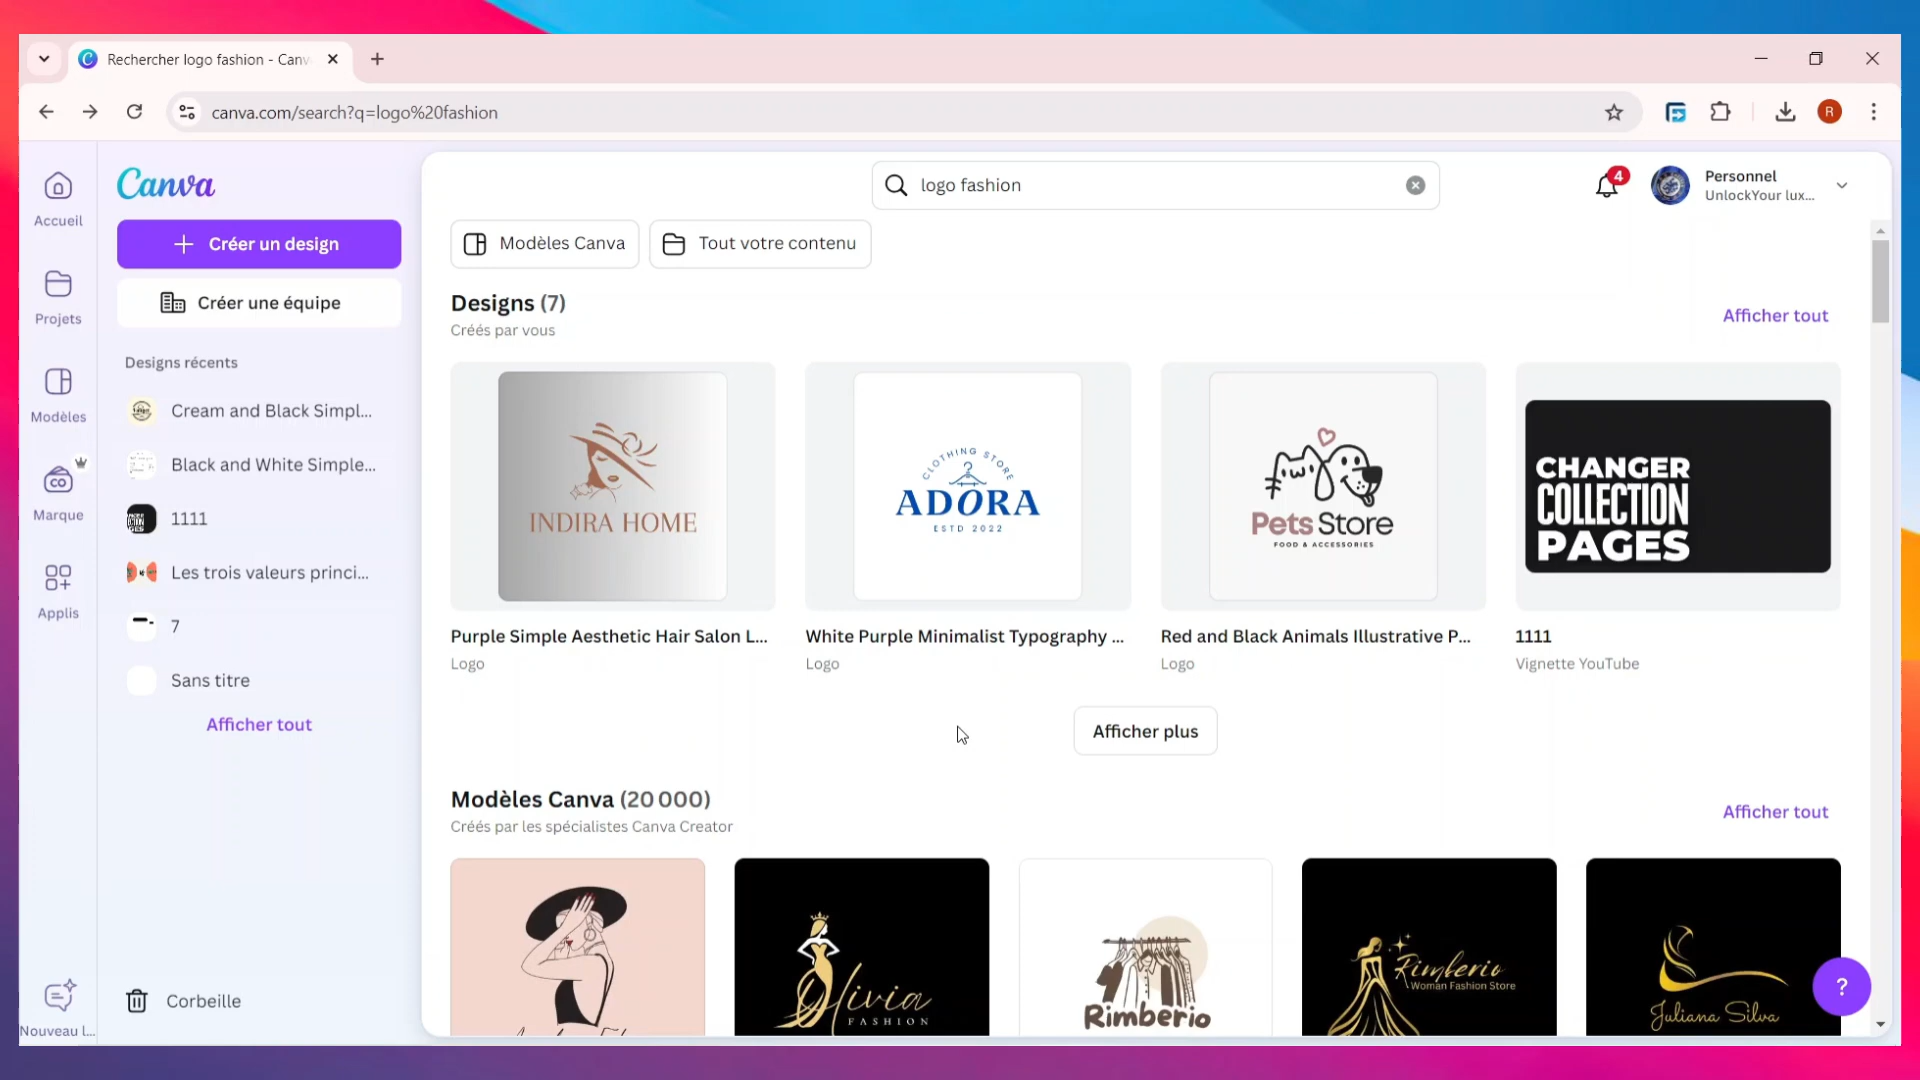 Rechercher logo fashion - Canv
canva.com/search?q=logo%20fashion
R
Canva
logo fashion
4
Personnel
UnlockYour lux...
Accueil
Créer un design
Modèles Canva
Tout votre contenu
Projets
Créer une équipe
Designs (7)
Créés par vous
Afficher tout
Designs récents
Modèles
Cream and Black Simpl...
Black and White Simple...
Marque
1111
Les trois valeurs princi...
Applis
7
Sans titre
Afficher tout
INDIRA HOME
CLOTHING STORE
ADORA
ESTD 2022
Pets Store
FOOD & ACCESSORIES
CHANGER
COLLECTION
PAGES
Purple Simple Aesthetic Hair Salon L...
Logo
White Purple Minimalist Typography ...
Logo
Red and Black Animals Illustrative P...
Logo
1111
Vignette YouTube
Afficher plus
Modèles Canva (20 000)
Créés par les spécialistes Canva Creator
Afficher tout
Olivia
FASHION
Rimberio
Rimberio
Woman Fashion Store
Juliana Silva
?
Corbeille
Nouveau l...